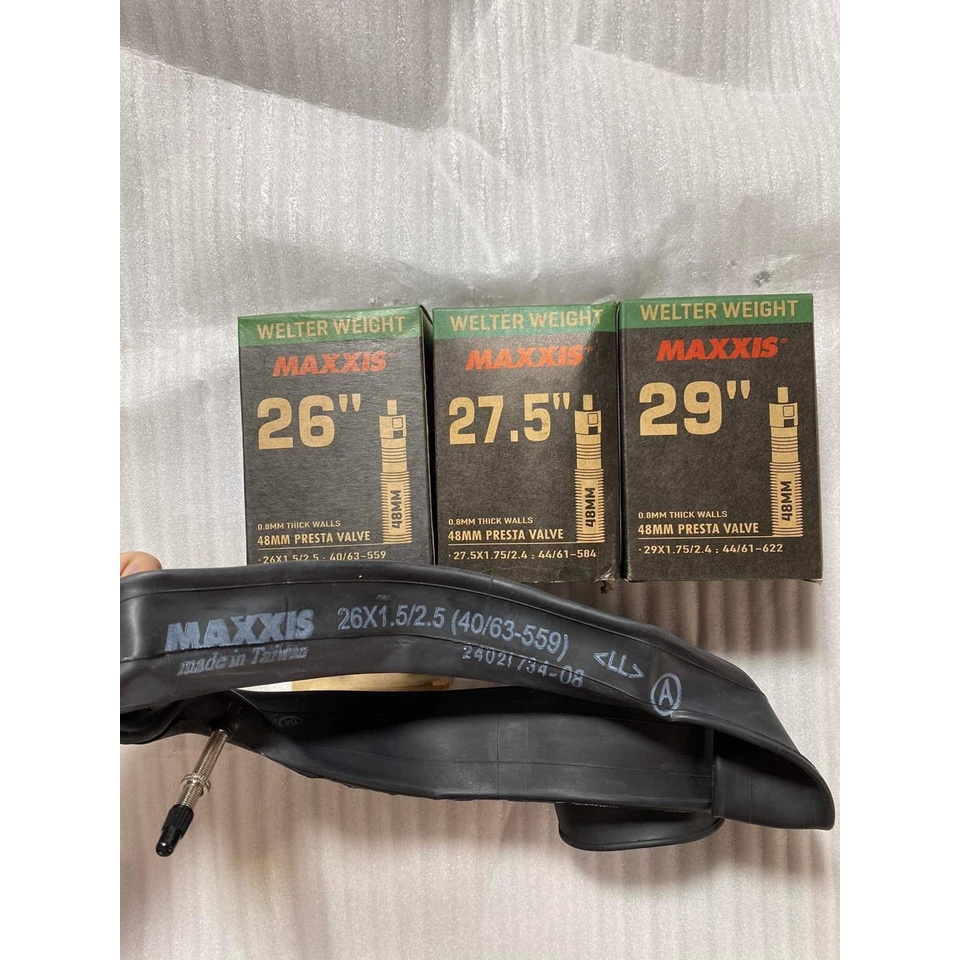 WELTER WEIGHT
MAXXIS
26"
48MM
0.8MM THICK WALLS
48MM PRESTA VALVE
· 26X1.5/2.5 : 40/63-559
WELTER WEIGHT
MAXXIS®
27.5"
48MM
0.8MM THICK WALLS
48MM PRESTA VALVE
· 27.5X1.75/2.4 : 44/61-584
WELTER WEIGHT
MAXXIS®
29"
48MM
0.8MM THICK WALLS
48MM PRESTA VALVE
· 29X1.75/2.4 : 44/61-622
MAXXIS 26X1.5/2.5 (40/63-559) <LL> A
made in Taiwan